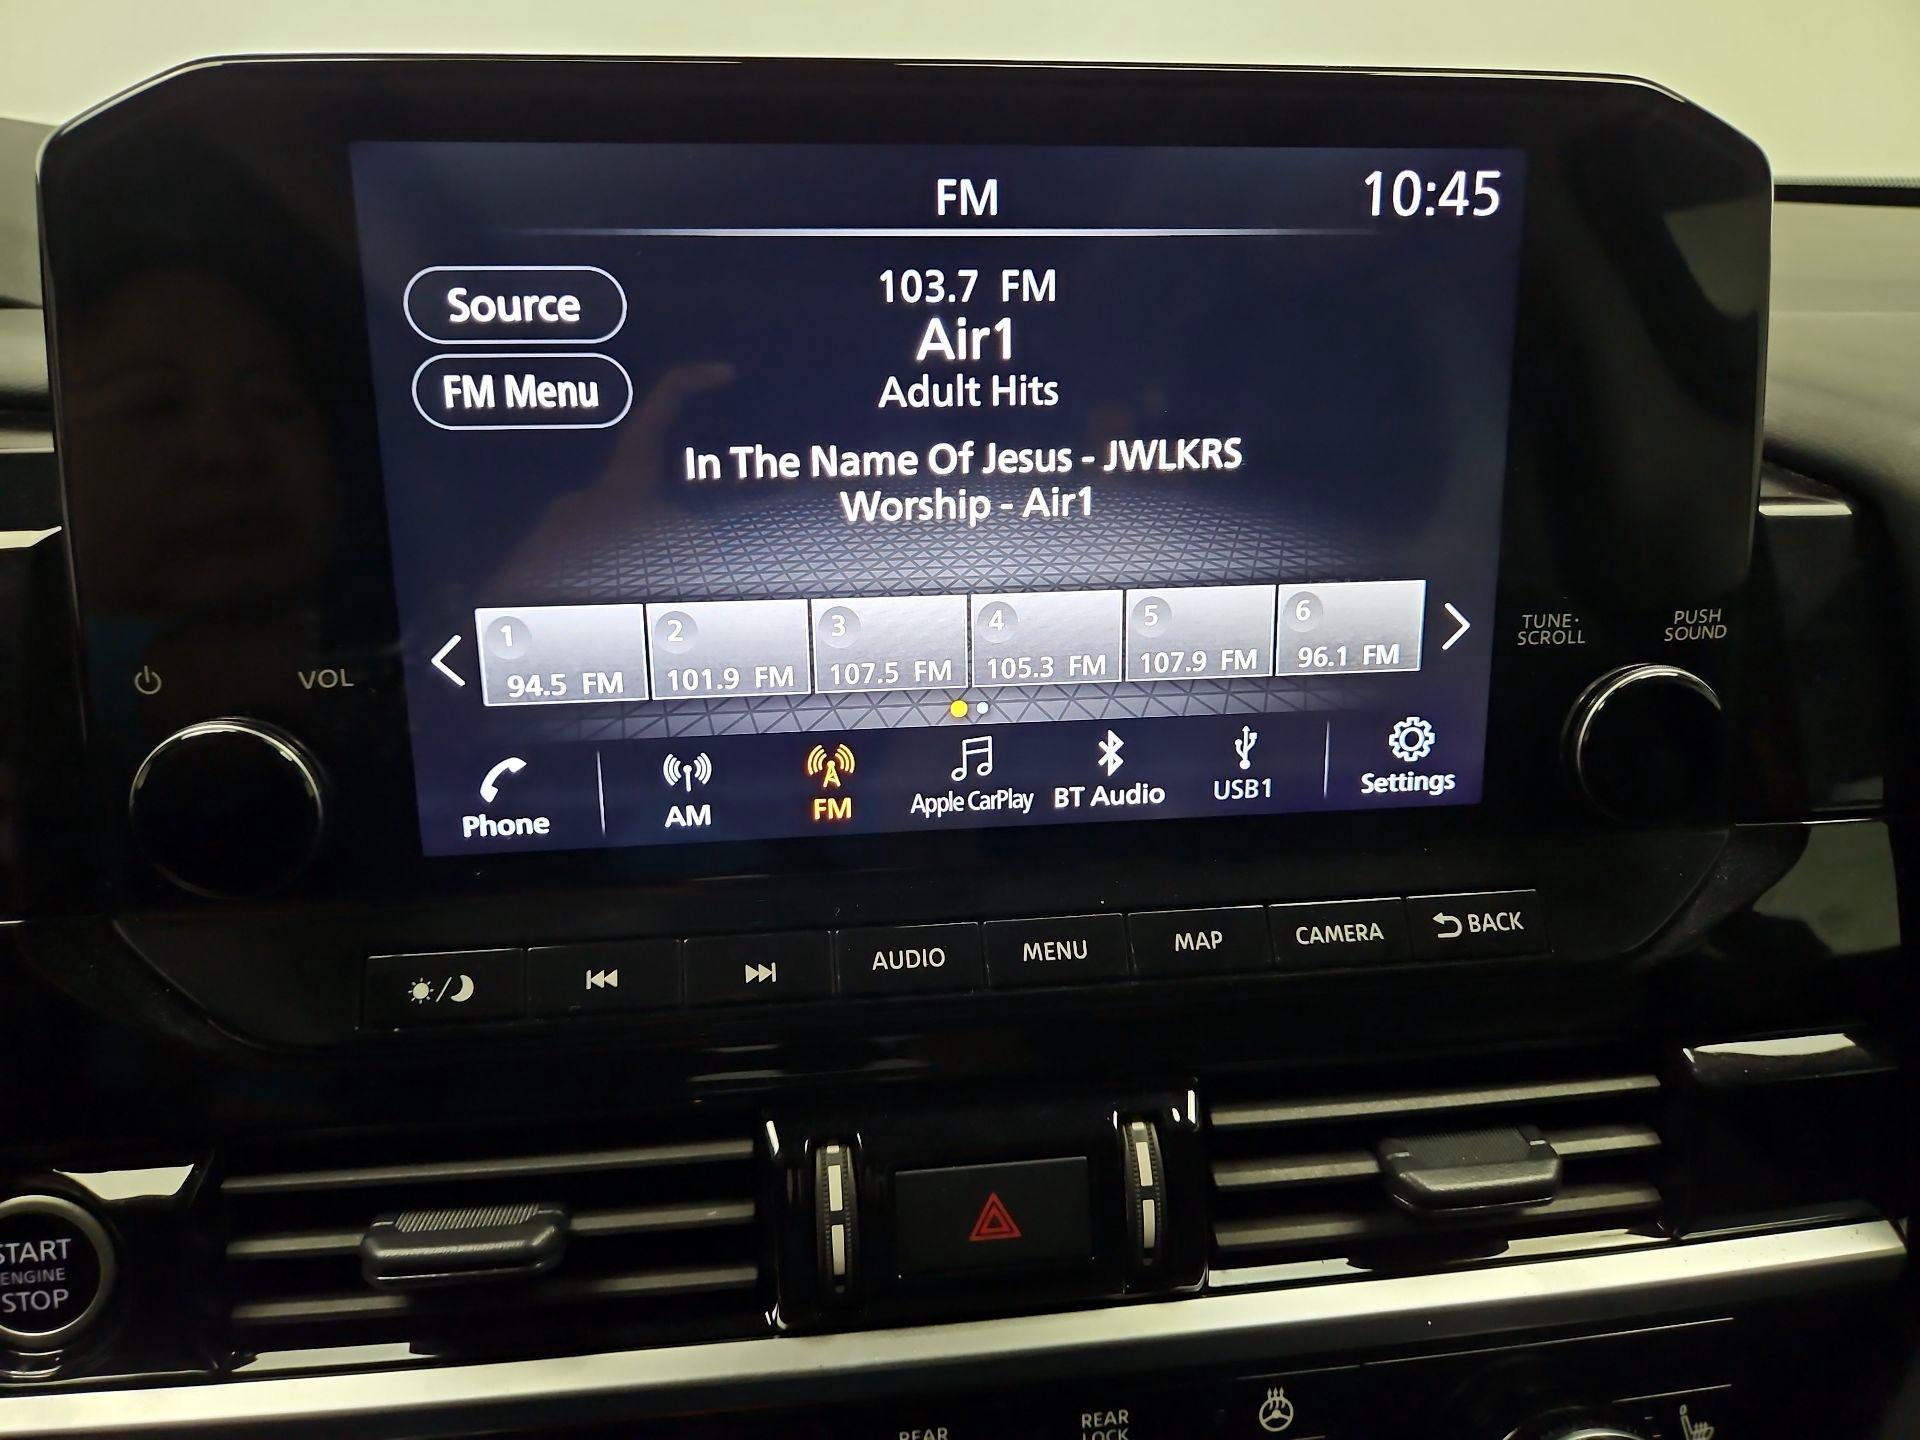 FM
10:45
Source
FM Menu
103.7 FM
Air1
Adult Hits
In The Name Of Jesus - JWLKRS
Worship - Air1
1
94.5 FM
2
101.9 FM
3
107.5 FM
4
105.3 FM
5
107.9 FM
6
96.1 FM
Phone
AM
FM
Apple CarPlay
BT Audio
USB1
Settings
VOL
TUNE·
SCROLL
PUSH
SOUND
AUDIO
MENU
MAP
CAMERA
BACK
START
ENGINE
STOP
REAR
REAR
LOCK